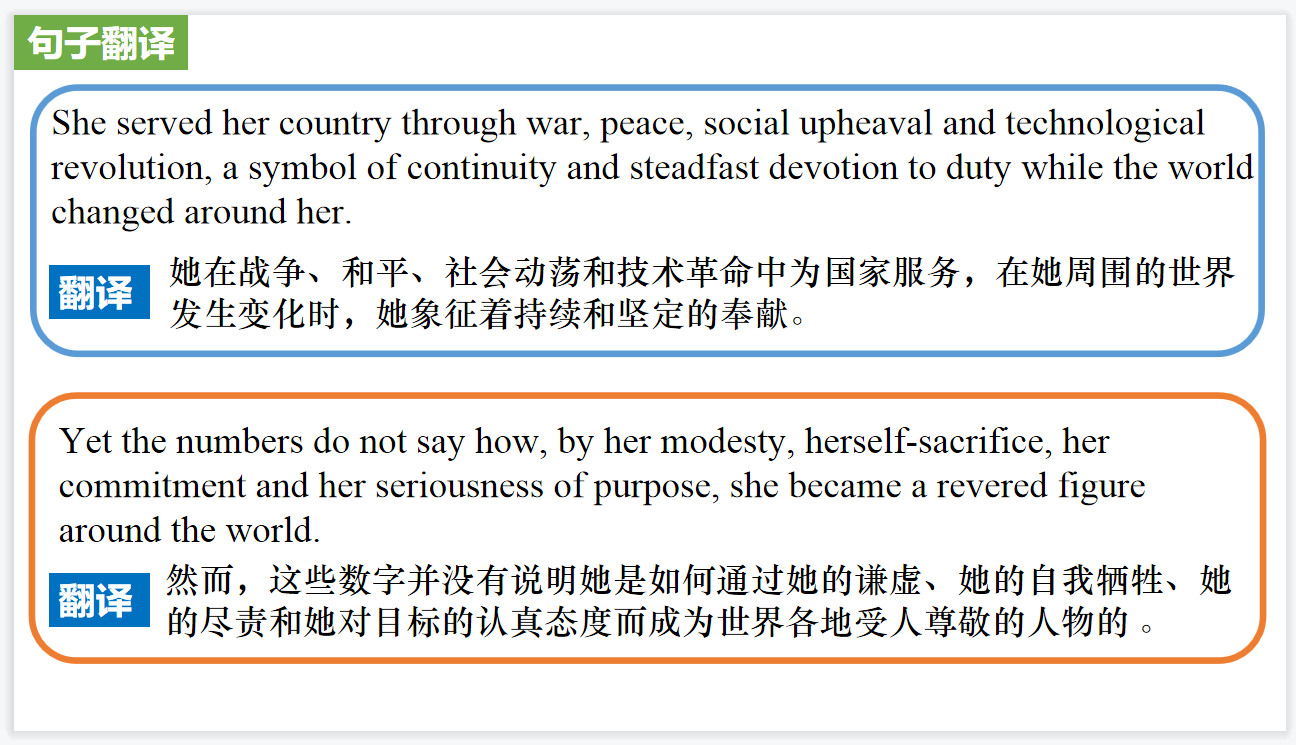 句子翻译
She served her country through war, peace, social upheaval and technological
revolution, a symbol of continuity and steadfast devotion to duty while the world
changed around her.
翻译
她在战争、和平、社会动荡和技术革命中为国家服务，在她周围的世界
发生变化时，她象征着持续和坚定的奉献。
Yet the numbers do not say how, by her modesty, herself-sacrifice, her
commitment and her seriousness of purpose, she became a revered figure
around the world.
翻译
然而，这些数字并没有说明她是如何通过她的谦虚、她的自我牺牲、她
的尽责和她对目标的认真态度而成为世界各地受人尊敬的人物的 。